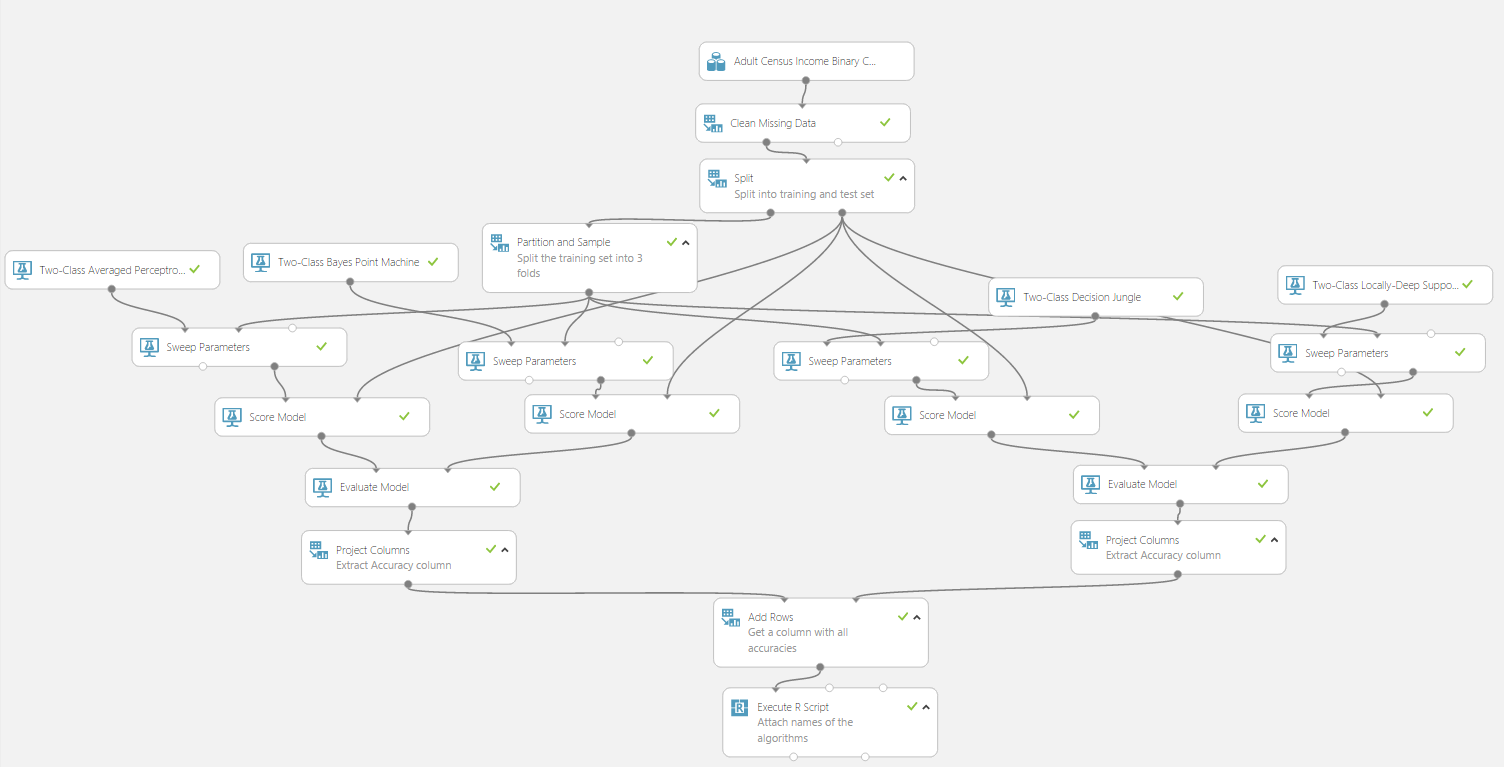 Adult Census Income Binary C...
Clean Missing Data
Split
Split into training and test set
Partition and Sample
Split the training set into 3
folds
Two-Class Averaged Perceptro...
Two-Class Bayes Point Machine
Two-Class Decision Jungle
Two-Class Locally-Deep Suppo...
Sweep Parameters
Sweep Parameters
Sweep Parameters
Sweep Parameters
Score Model
Score Model
Score Model
Score Model
Evaluate Model
Evaluate Model
Project Columns
Extract Accuracy column
Project Columns
Extract Accuracy column
Add Rows
Get a column with all
accuracies
R
Execute R Script
Attach names of the
algorithms